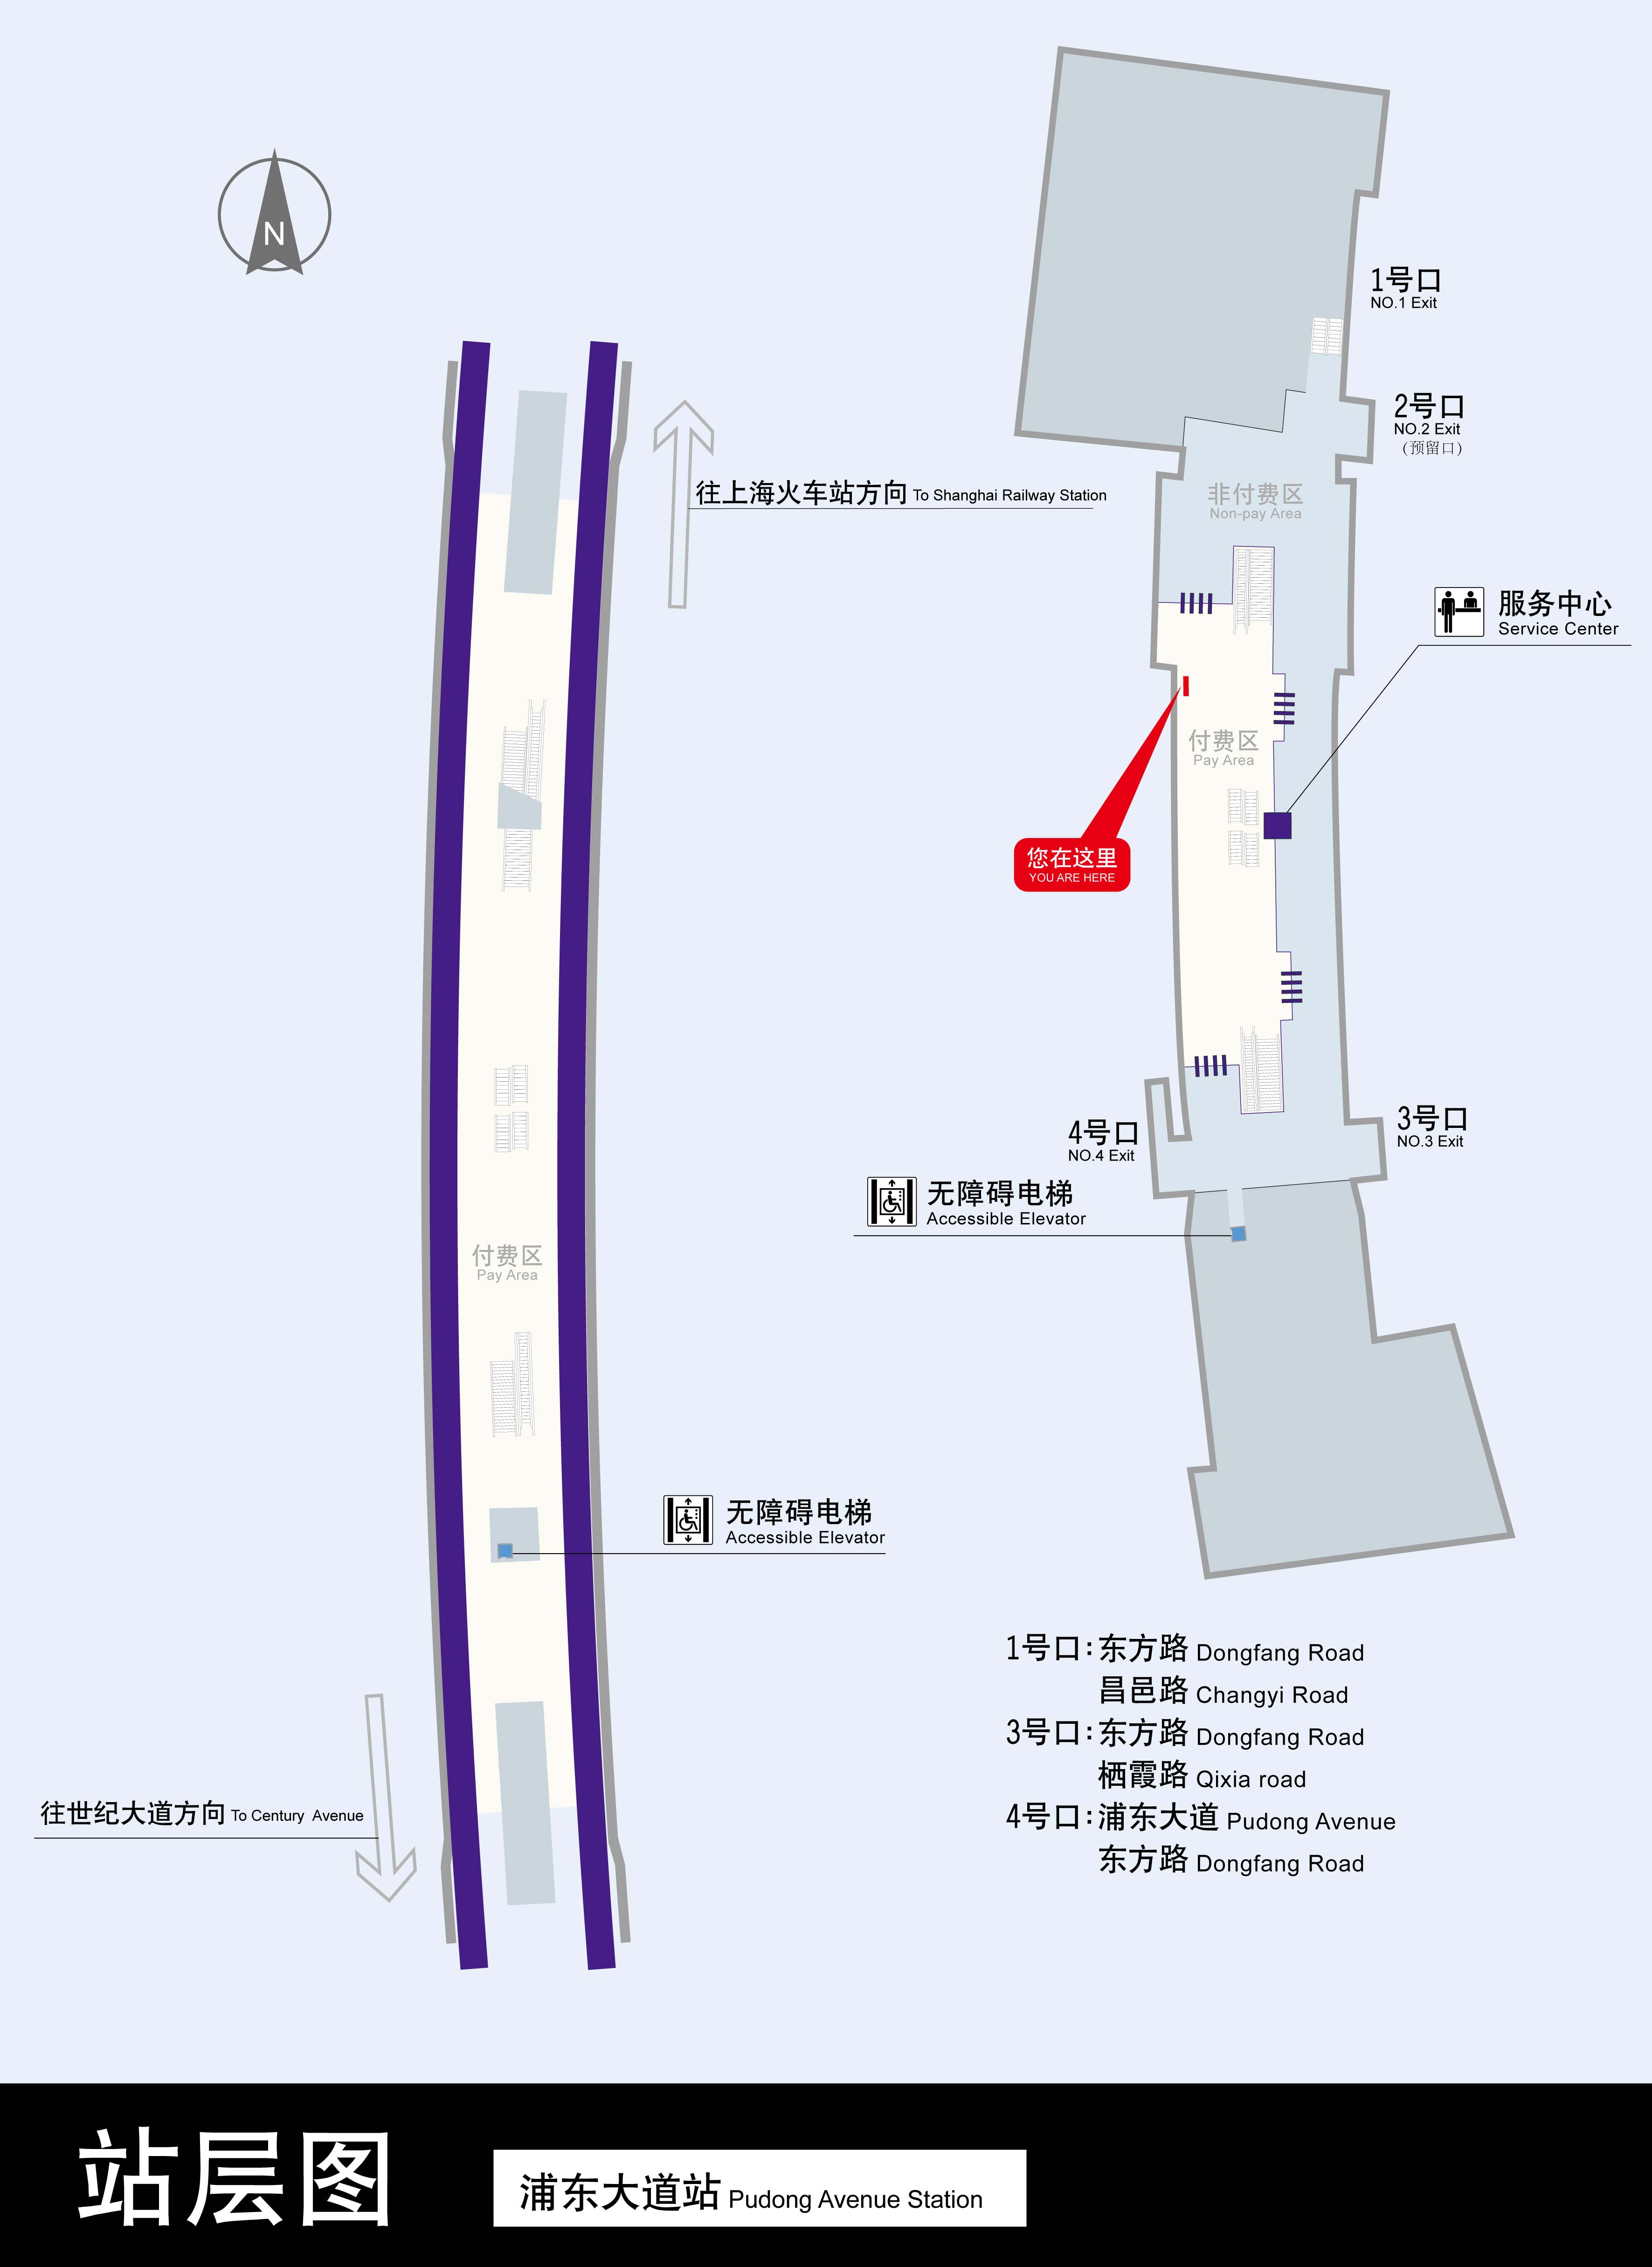 N
1号口
NO.1 Exit
2号口
NO.2 Exit
(预留口)
往上海火车站方向 To Shanghai Railway Station
非付费区
Non-pay Area
服务中心
Service Center
付费区
Pay Area
您在这里
YOU ARE HERE
4号口
NO.4 Exit
3号口
NO.3 Exit
无障碍电梯
Accessible Elevator
付费区
Pay Area
无障碍电梯
Accessible Elevator
1号口:东方路 Dongfang Road
昌邑路 Changyi Road
3号口:东方路 Dongfang Road
栖霞路 Qixia road
4号口:浦东大道 Pudong Avenue
东方路 Dongfang Road
往世纪大道方向 To Century Avenue
站层图
浦东大道站 Pudong Avenue Station